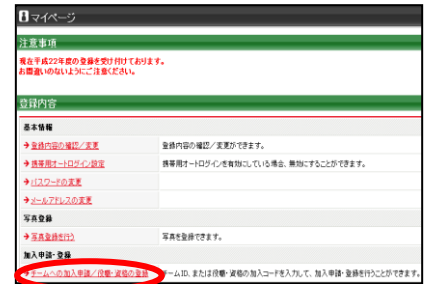 マイページ
注意事項
現在平成22年度の登録を受け付けております。
お間違いのないようにご注意ください。
登録内容
基本情報
登録内容の確認/変更 登録内容の確認/変更ができます。
携帯用オートログイン設定 携帯用オートログインを有効にしている場合、無効にすることができます。
パスワードの変更
メールアドレスの変更
写真登録
写真登録を行う 写真を登録できます。
加入申請・登録
チームへの加入申請/役職・資格の登録 チームID、または役職・資格の加入コードを入力して、加入申請・登録を行うことができます。